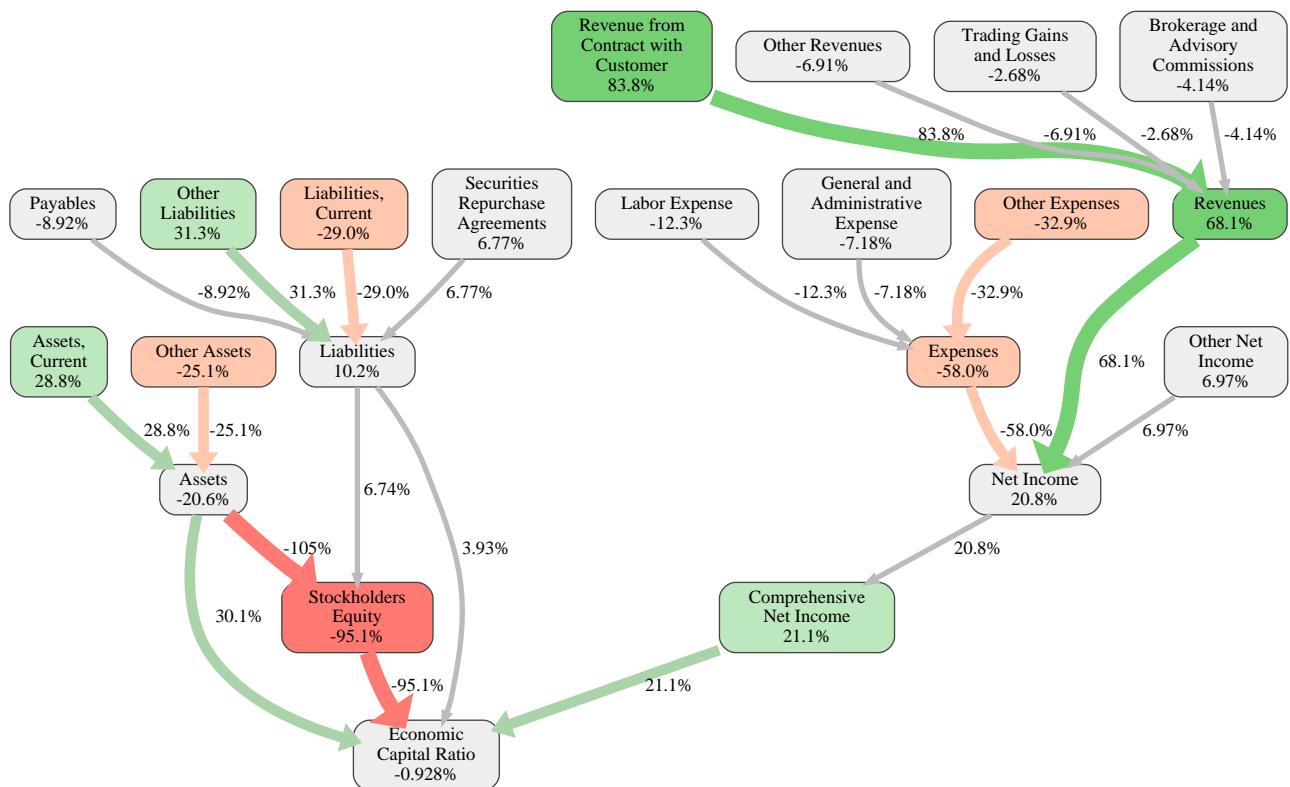 Revenue from
Contract with
Customer
83.8%
Other Revenues
-6.91%
Trading Gains
and Losses
-2.68%
Brokerage and
Advisory
Commissions
-4.14%
83.8%
-6.91%
-2.68%
-4.14%
Payables
-8.92%
Other
Liabilities
31.3%
Liabilities,
Current
-29.0%
Securities
Repurchase
Agreements
6.77%
Labor Expense
-12.3%
General and
Administrative
Expense
-7.18%
Other Expenses
-32.9%
Revenues
68.1%
-8.92%
31.3%
-29.0%
6.77%
-12.3%
-7.18%
-32.9%
Assets,
Current
28.8%
Other Assets
-25.1%
Liabilities
10.2%
Expenses
-58.0%
68.1%
Other Net
Income
6.97%
28.8%
-25.1%
-58.0%
6.97%
Assets
-20.6%
6.74%
Net Income
20.8%
-105%
3.93%
20.8%
30.1%
Stockholders
Equity
-95.1%
Comprehensive
Net Income
21.1%
-95.1%
21.1%
Economic
Capital Ratio
-0.928%